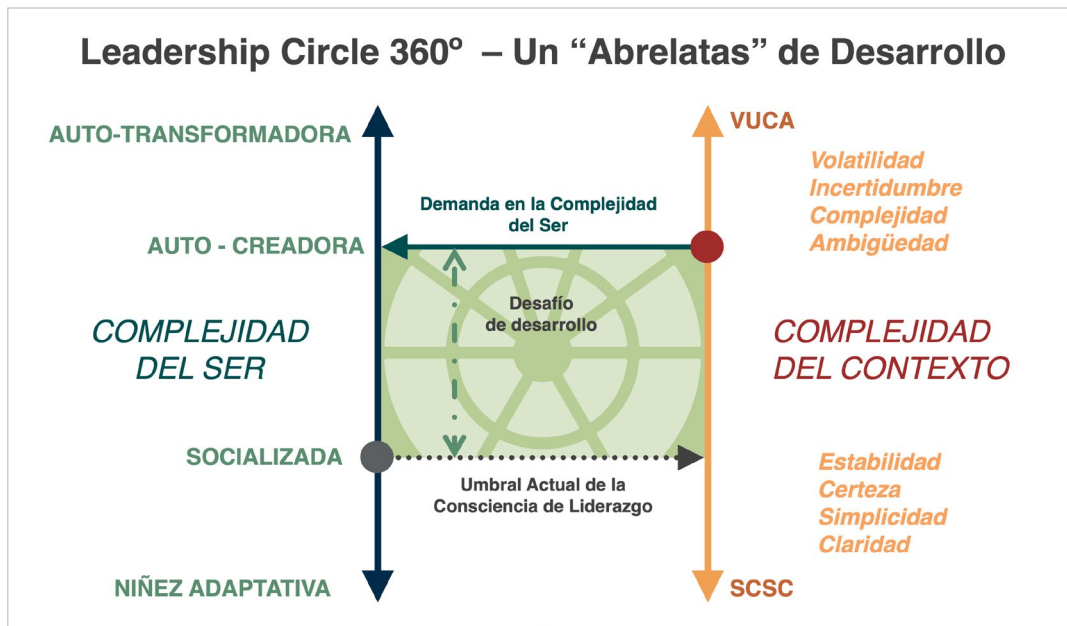 Leadership Circle 360º – Un “Abrelatas” de Desarrollo
AUTO-TRANSFORMADORA
VUCA
Volatilidad
Incertidumbre
Complejidad
Ambigüedad
Demanda en la Complejidad
del Ser
AUTO - CREADORA
Desafío
de desarrollo
COMPLEJIDAD
DEL SER
COMPLEJIDAD
DEL CONTEXTO
SOCIALIZADA
Umbral Actual de la
Consciencia de Liderazgo
Estabilidad
Certeza
Simplicidad
Claridad
NIÑEZ ADAPTATIVA
SCSC